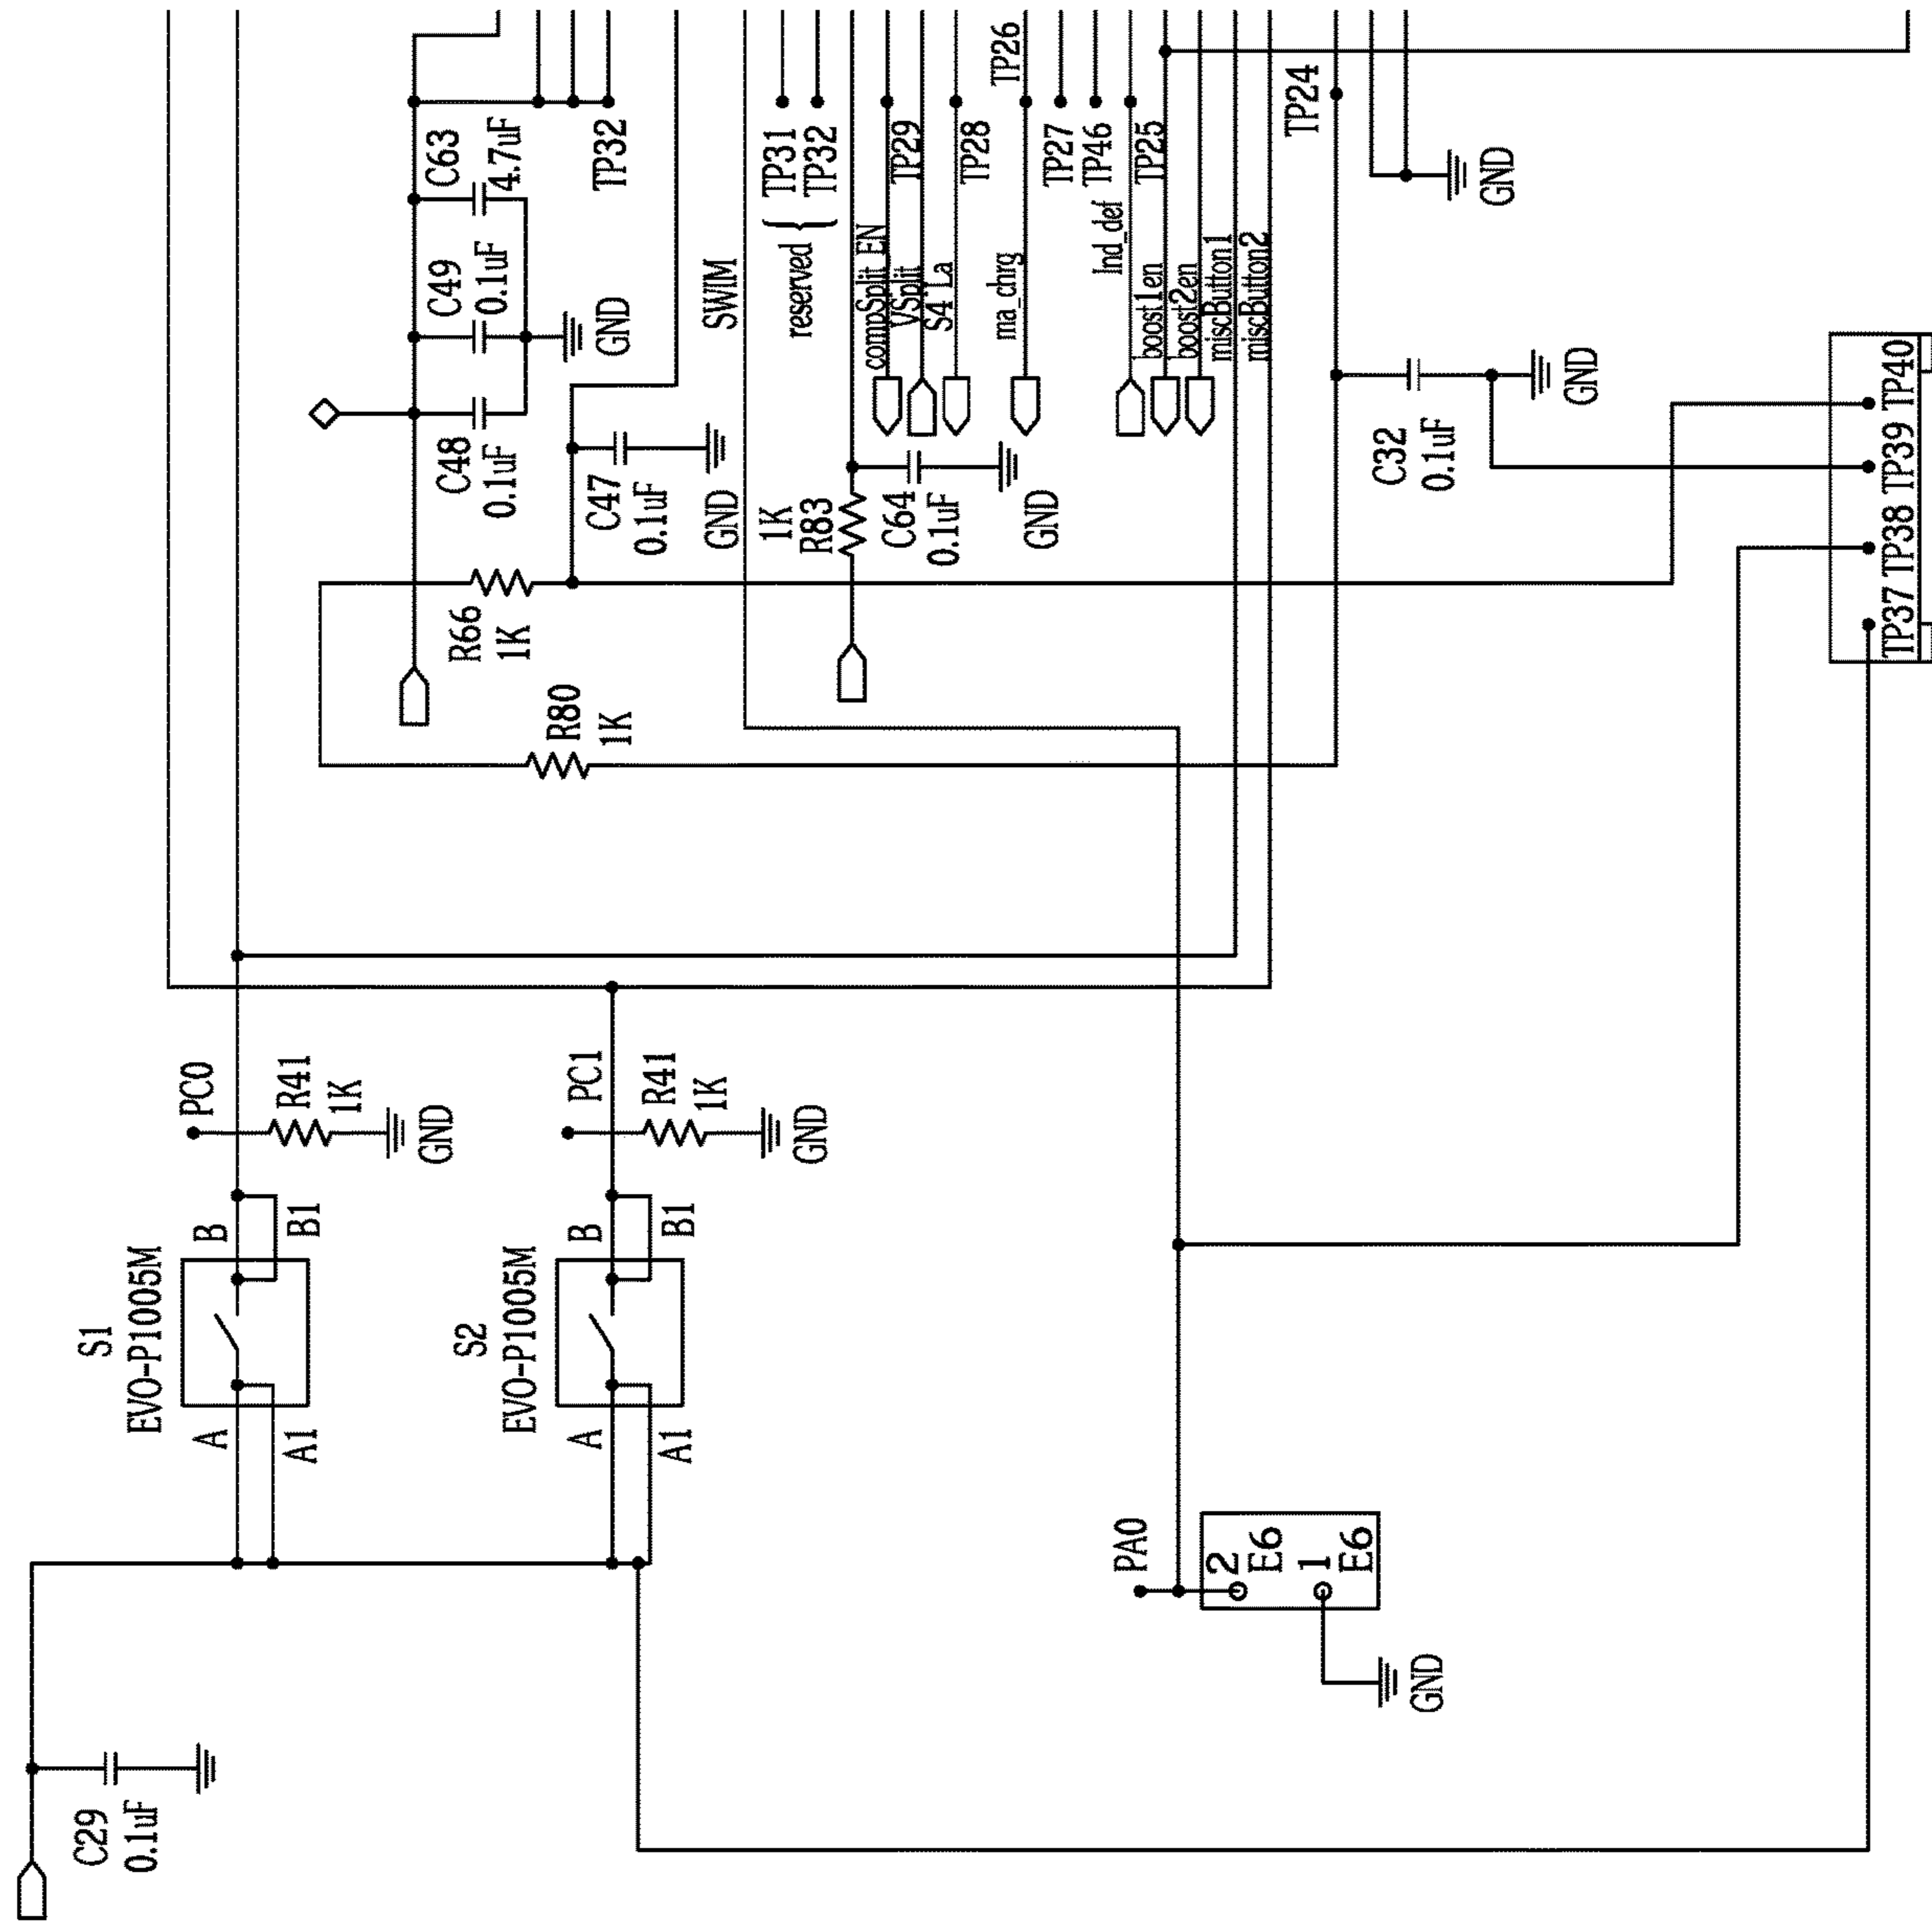 C63
4.7uF
TP32
C49
0.1uF
GND
C48
0.1uF
C47
0.1uF
GND
R66
1K
R80
1K
SWIM
TP31
TP32
reserved {
1K
R83
C64
0.1uF
GND
compSplit_EN
TP29
VSplit
TP28
S4_La
TP26
ma_chrg
TP27
TP46
Ind_def
TP25
boost1en
boost2en
miscButton1
miscButton2
TP24
GND
C32
0.1uF
GND
TP37 TP38 TP39 TP40
PC0
R41
1K
GND
PC1
R41
1K
GND
S1
EVO-P1005M
A
A1
B
B1
S2
EVO-P1005M
A
A1
B
B1
PA0
2
E6
1
E6
GND
C29
0.1uF